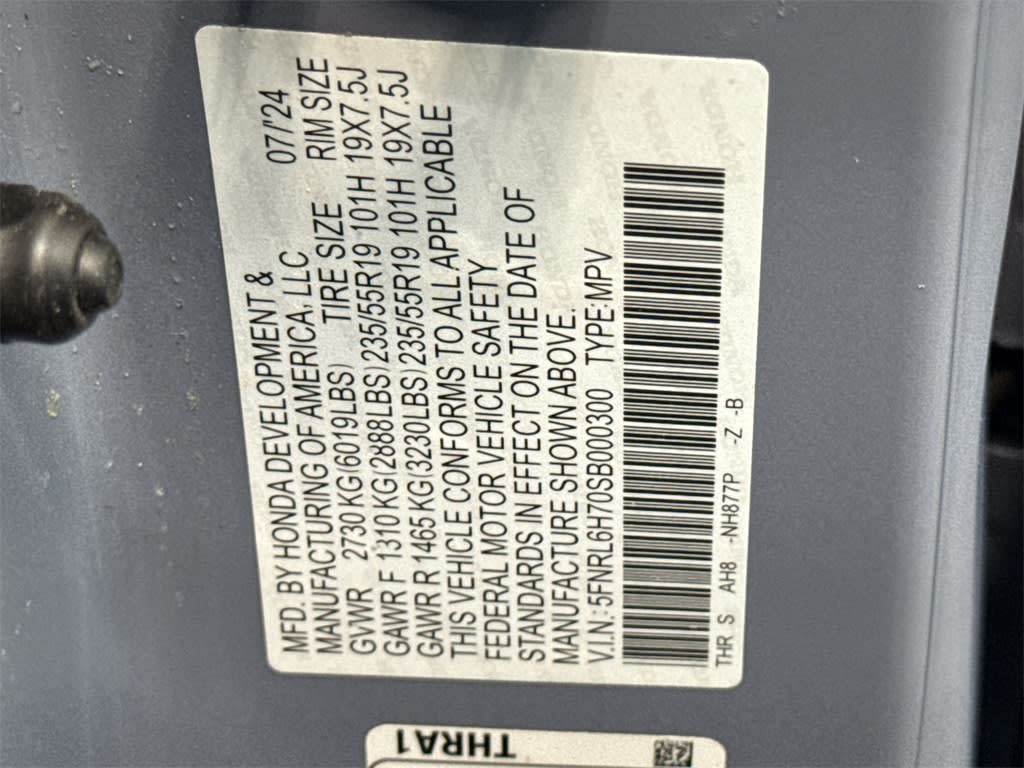 MFD. BY HONDA DEVELOPMENT &
MANUFACTURING OF AMERICA, LLC 07/'24
GVWR 2730 KG(6019LBS) TIRE SIZE RIM SIZE
GAWR F 1310 KG(2888LBS) 235/55R19 101H 19X7.5J
GAWR R 1465 KG(3230LBS) 235/55R19 101H 19X7.5J
THIS VEHICLE CONFORMS TO ALL APPLICABLE
FEDERAL MOTOR VEHICLE SAFETY
STANDARDS IN EFFECT ON THE DATE OF
MANUFACTURE SHOWN ABOVE.
V.I.N.: 5FNRL6H70SB000300 TYPE: MPV
THR S AH8 -NH877P -Z -B
THRA1